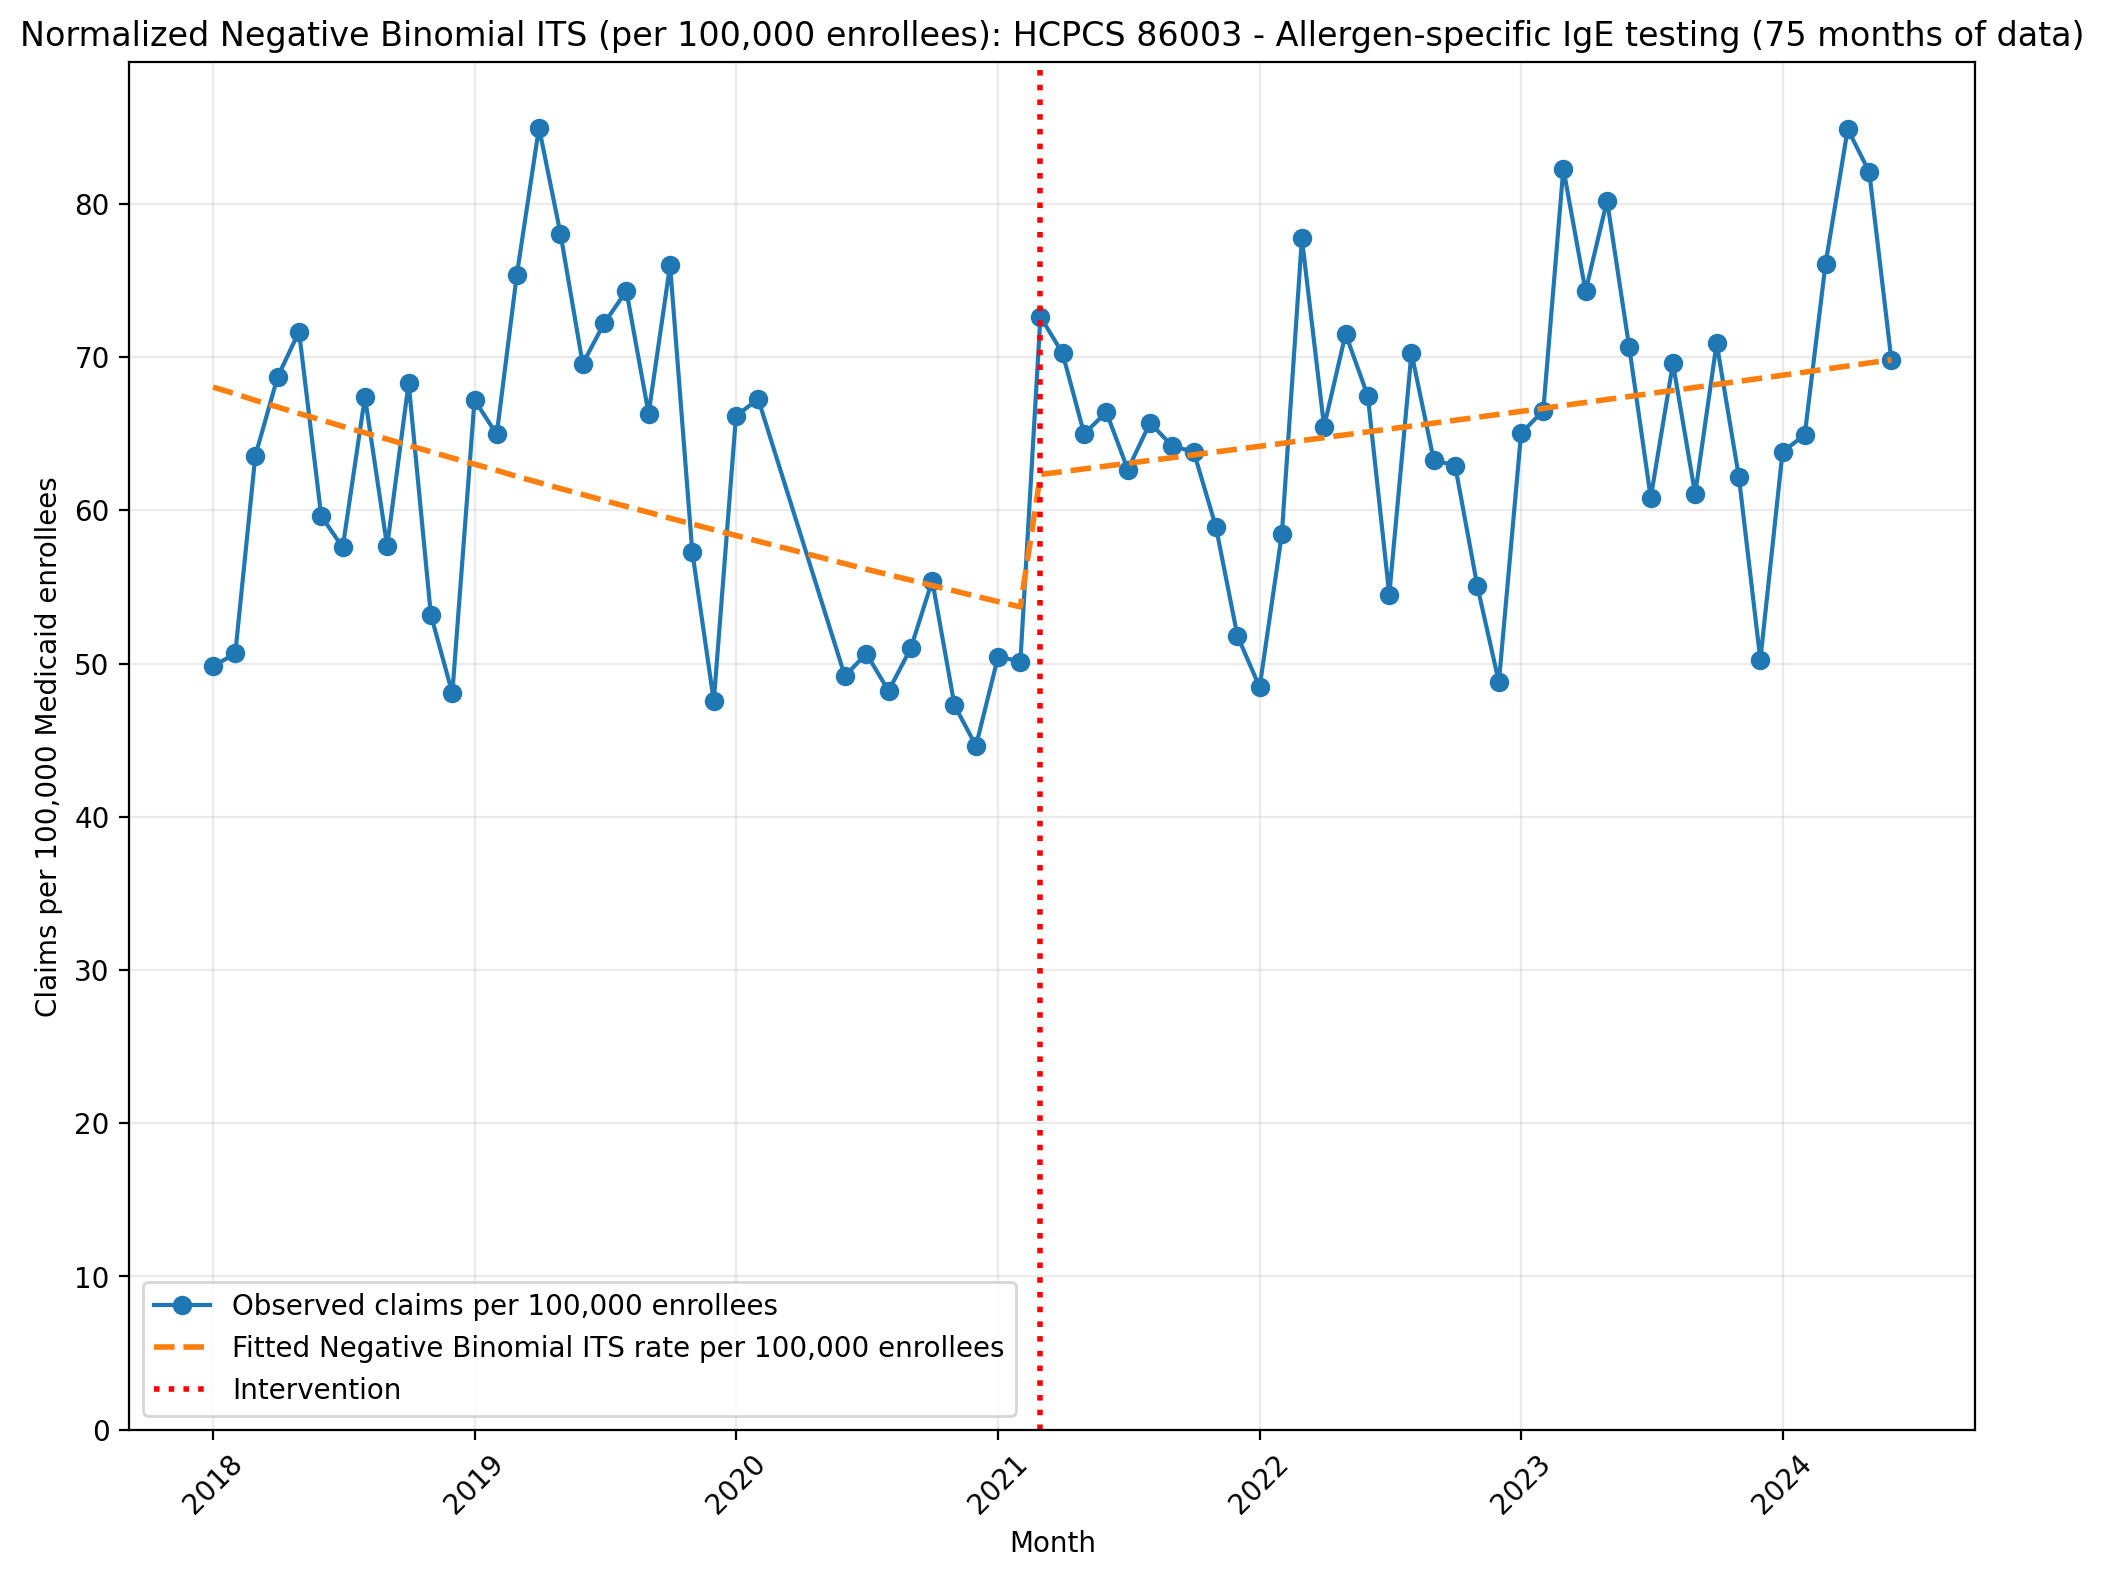 Normalized Negative Binomial ITS (per 100,000 enrollees): HCPCS 86003 - Allergen-specific IgE testing (75 months of data)
Claims per 100,000 Medicaid enrollees
80
70
60
50
40
30
20
10
0
Observed claims per 100,000 enrollees
Fitted Negative Binomial ITS rate per 100,000 enrollees
Intervention
2018
2019
2020
2021
2022
2023
2024
Month